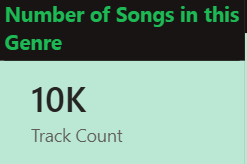 Number of Songs in this
Genre
10K
Track Count